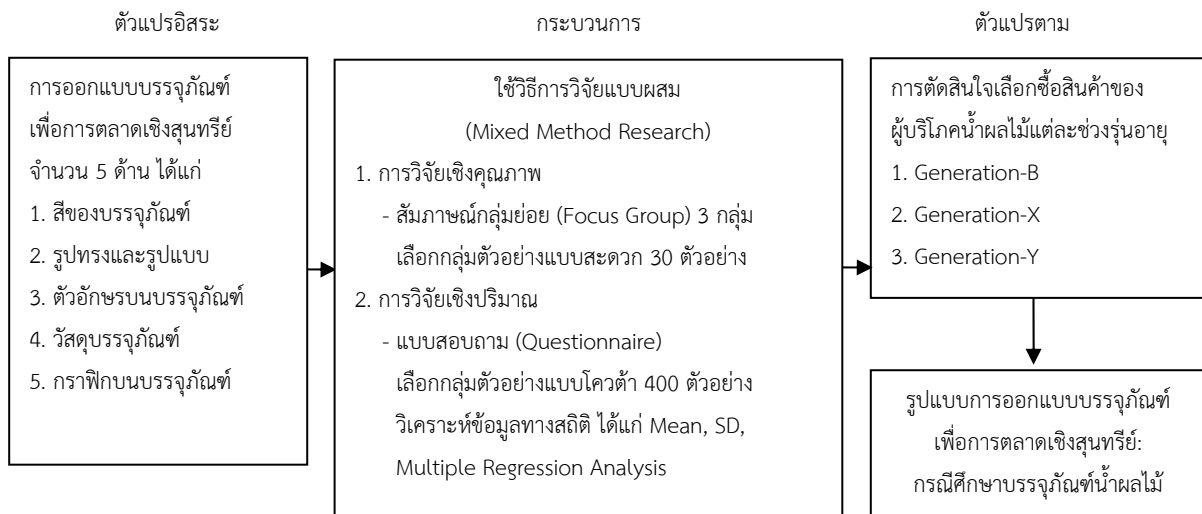 ตัวแปรอิสระ
การออกแบบบรรจุภัณฑ์
เพื่อการตลาดเชิงสุนทรีย์
จำนวน 5 ด้าน ได้แก่
1. สีของบรรจุภัณฑ์
2. รูปทรงและรูปแบบ
3. ตัวอักษรบนบรรจุภัณฑ์
4. วัสดุบรรจุภัณฑ์
5. กราฟิกบนบรรจุภัณฑ์
กระบวนการ
ใช้วิธีการวิจัยแบบผสม
(Mixed Method Research)
1. การวิจัยเชิงคุณภาพ
- สัมภาษณ์กลุ่มย่อย (Focus Group) 3 กลุ่ม
เลือกกลุ่มตัวอย่างแบบสะดวก 30 ตัวอย่าง
2. การวิจัยเชิงปริมาณ
- แบบสอบถาม (Questionnaire)
เลือกกลุ่มตัวอย่างแบบโควต้า 400 ตัวอย่าง
วิเคราะห์ข้อมูลทางสถิติ ได้แก่ Mean, SD,
Multiple Regression Analysis
ตัวแปรตาม
การตัดสินใจเลือกซื้อสินค้าของ
ผู้บริโภคน้ำผลไม้แต่ละช่วงรุ่นอายุ
1. Generation-B
2. Generation-X
3. Generation-Y
รูปแบบการออกแบบบรรจุภัณฑ์
เพื่อการตลาดเชิงสุนทรีย์:
กรณีศึกษาบรรจุภัณฑ์น้ำผลไม้